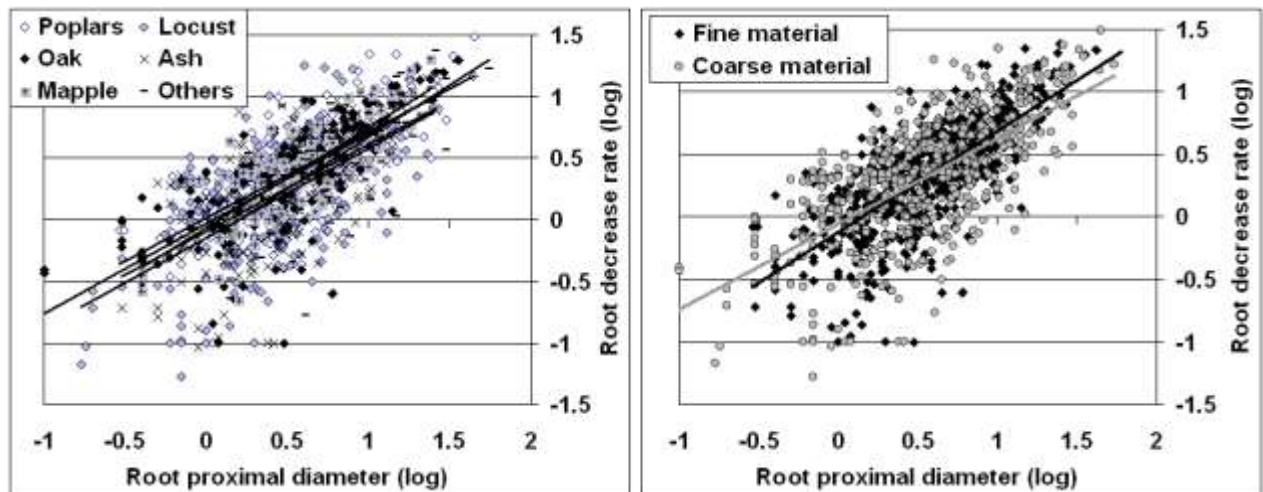 Poplars Locust
Oak Ash
Mapple Others
1.5
1
0.5
0
-0.5
-1
-1.5
Root decrease rate (log)
-1 -0.5 0 0.5 1 1.5 2
Root proximal diameter (log)
Fine material
Coarse material
1.5
1
0.5
0
-0.5
-1
-1.5
Root decrease rate (log)
-1 -0.5 0 0.5 1 1.5 2
Root proximal diameter (log)